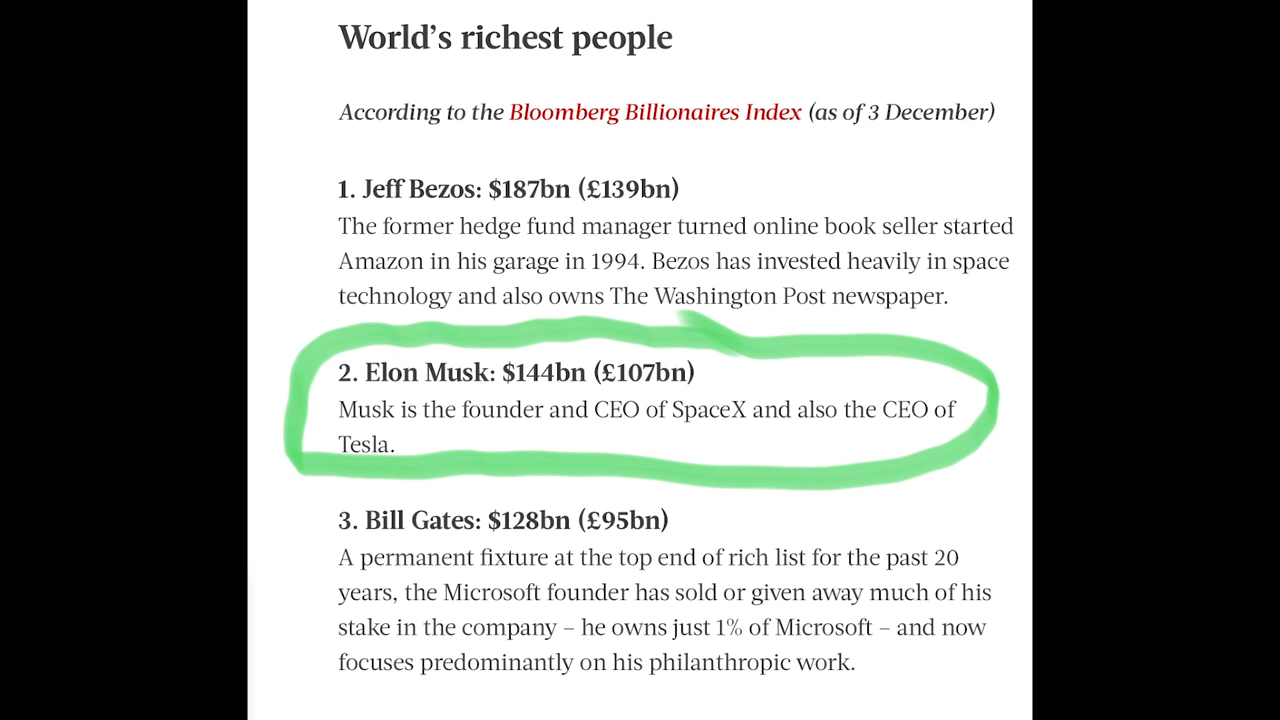 World’s richest people
According to the Bloomberg Billionaires Index (as of 3 December)
1. Jeff Bezos: $187bn (£139bn)
The former hedge fund manager turned online book seller started
Amazon in his garage in 1994. Bezos has invested heavily in space
technology and also owns The Washington Post newspaper.
2. Elon Musk: $144bn (£107bn)
Musk is the founder and CEO of SpaceX and also the CEO of
Tesla.
3. Bill Gates: $128bn (£95bn)
A permanent fixture at the top end of rich list for the past 20
years, the Microsoft founder has sold or given away much of his
stake in the company – he owns just 1% of Microsoft – and now
focuses predominantly on his philanthropic work.